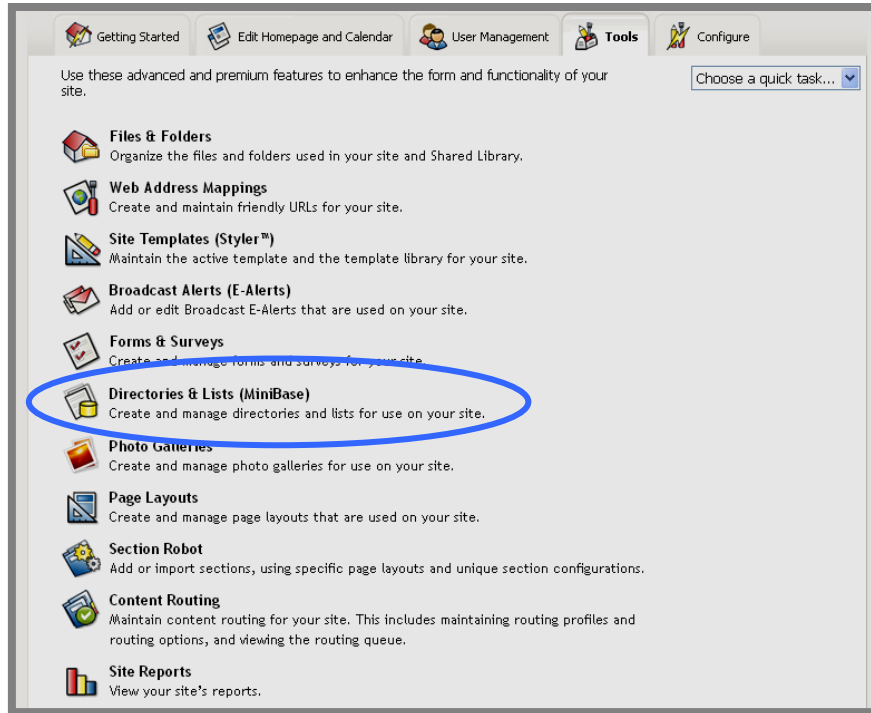 Getting Started
Edit Homepage and Calendar
User Management
Tools
Configure
Use these advanced and premium features to enhance the form and functionality of your
site.
Choose a quick task...
Files & Folders
Organize the files and folders used in your site and Shared Library.
Web Address Mappings
Create and maintain friendly URLs for your site.
Site Templates (Styler™)
Maintain the active template and the template library for your site.
Broadcast Alerts (E-Alerts)
Add or edit Broadcast E-Alerts that are used on your site.
Forms & Surveys
Create and manage forms and surveys for your site.
Directories & Lists (MiniBase)
Create and manage directories and lists for use on your site.
Photo Galleries
Create and manage photo galleries for use on your site.
Page Layouts
Create and manage page layouts that are used on your site.
Section Robot
Add or import sections, using specific page layouts and unique section configurations.
Content Routing
Maintain content routing for your site. This includes maintaining routing profiles and
routing options, and viewing the routing queue.
Site Reports
View your site's reports.